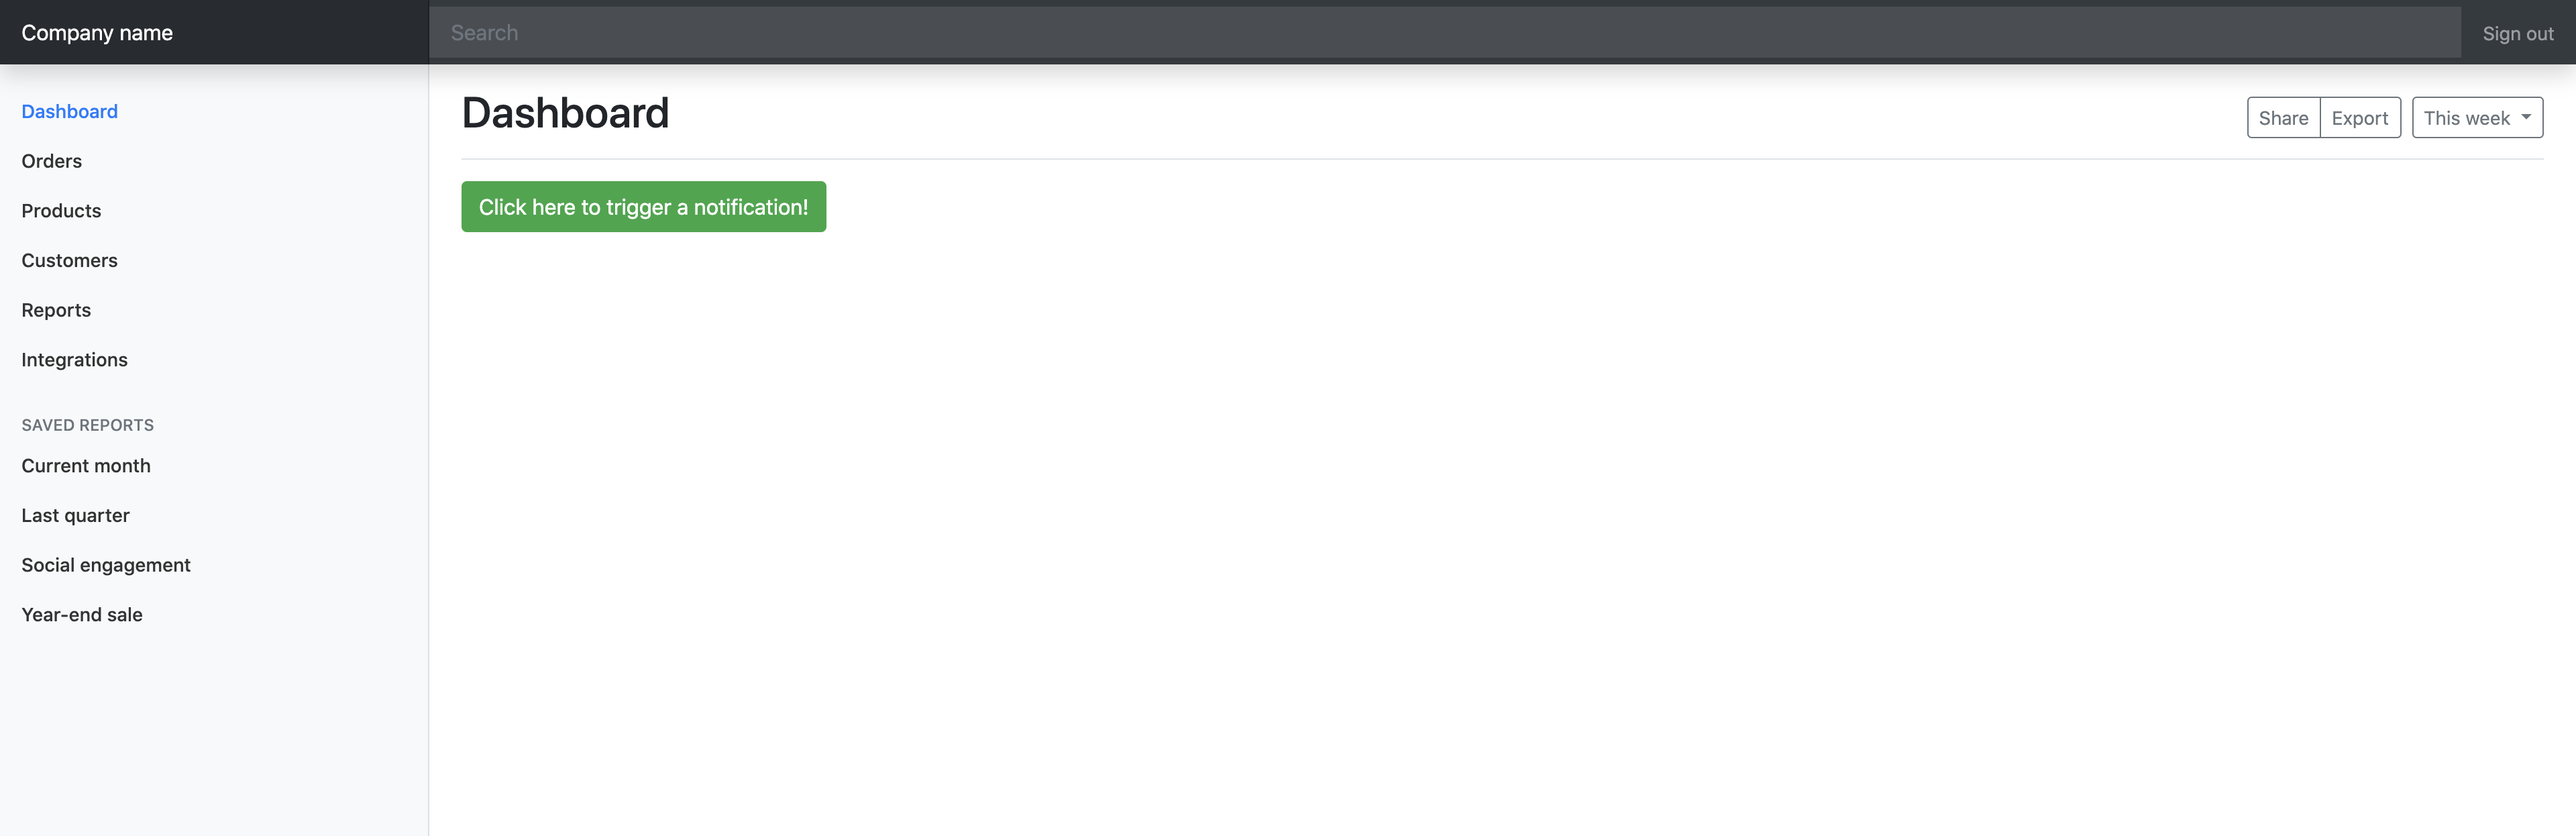 Company name
Search
Sign out
Dashboard
Orders
Products
Customers
Reports
Integrations
SAVED REPORTS
Current month
Last quarter
Social engagement
Year-end sale
Dashboard
Share
Export
This week
Click here to trigger a notification!